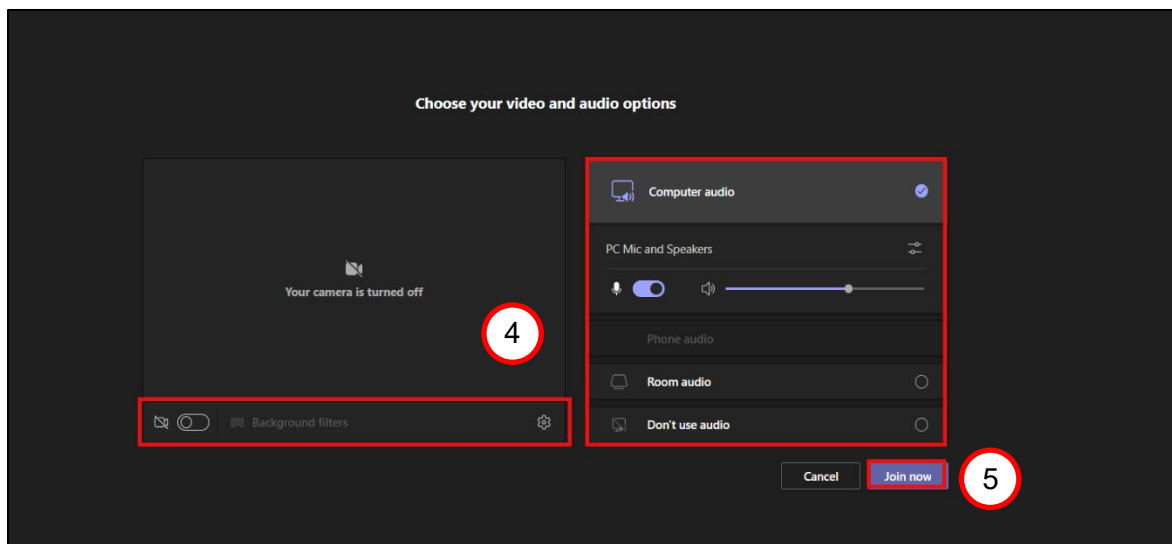 Choose your video and audio options
Your camera is turned off
Background filters
4
Computer audio
PC Mic and Speakers
Phone audio
Room audio
Don't use audio
Cancel
Join now
5